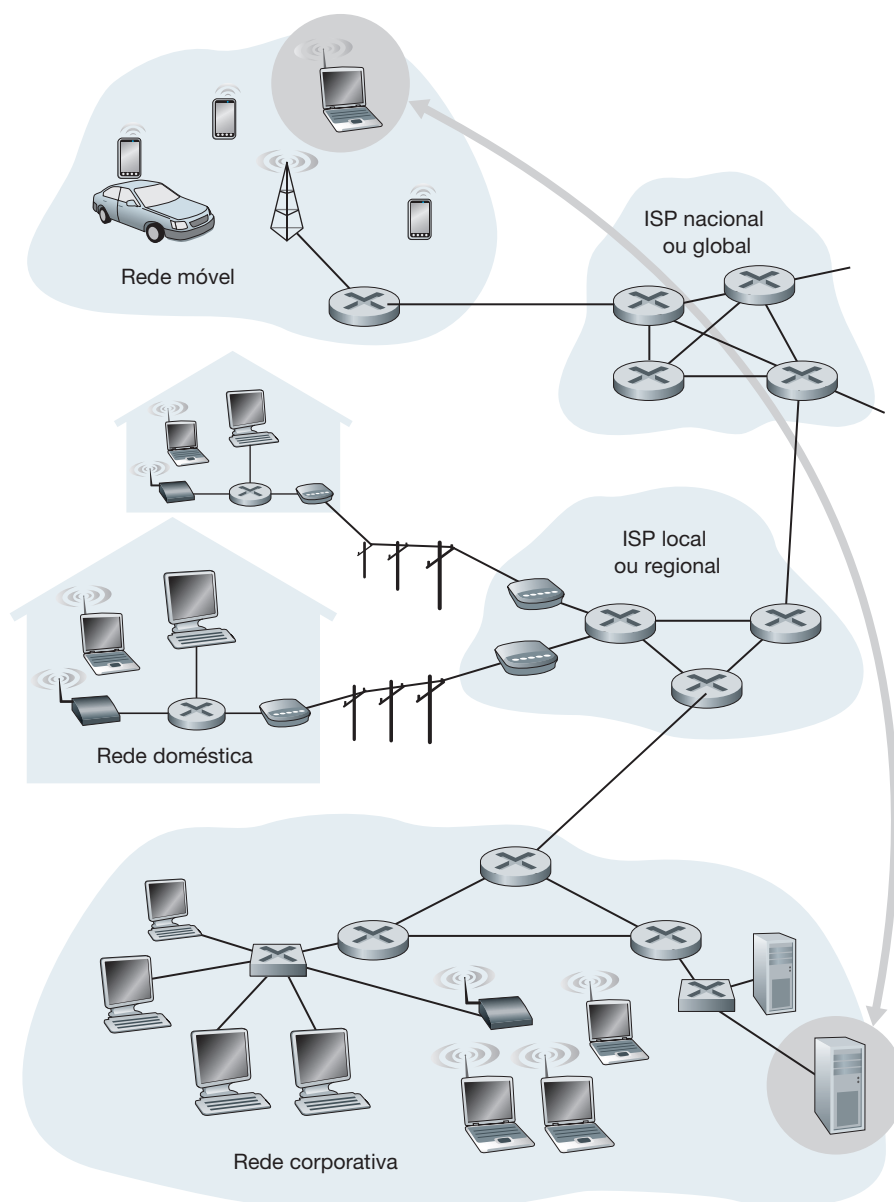 Rede móvel
ISP nacional
ou global
ISP local
ou regional
Rede doméstica
Rede corporativa